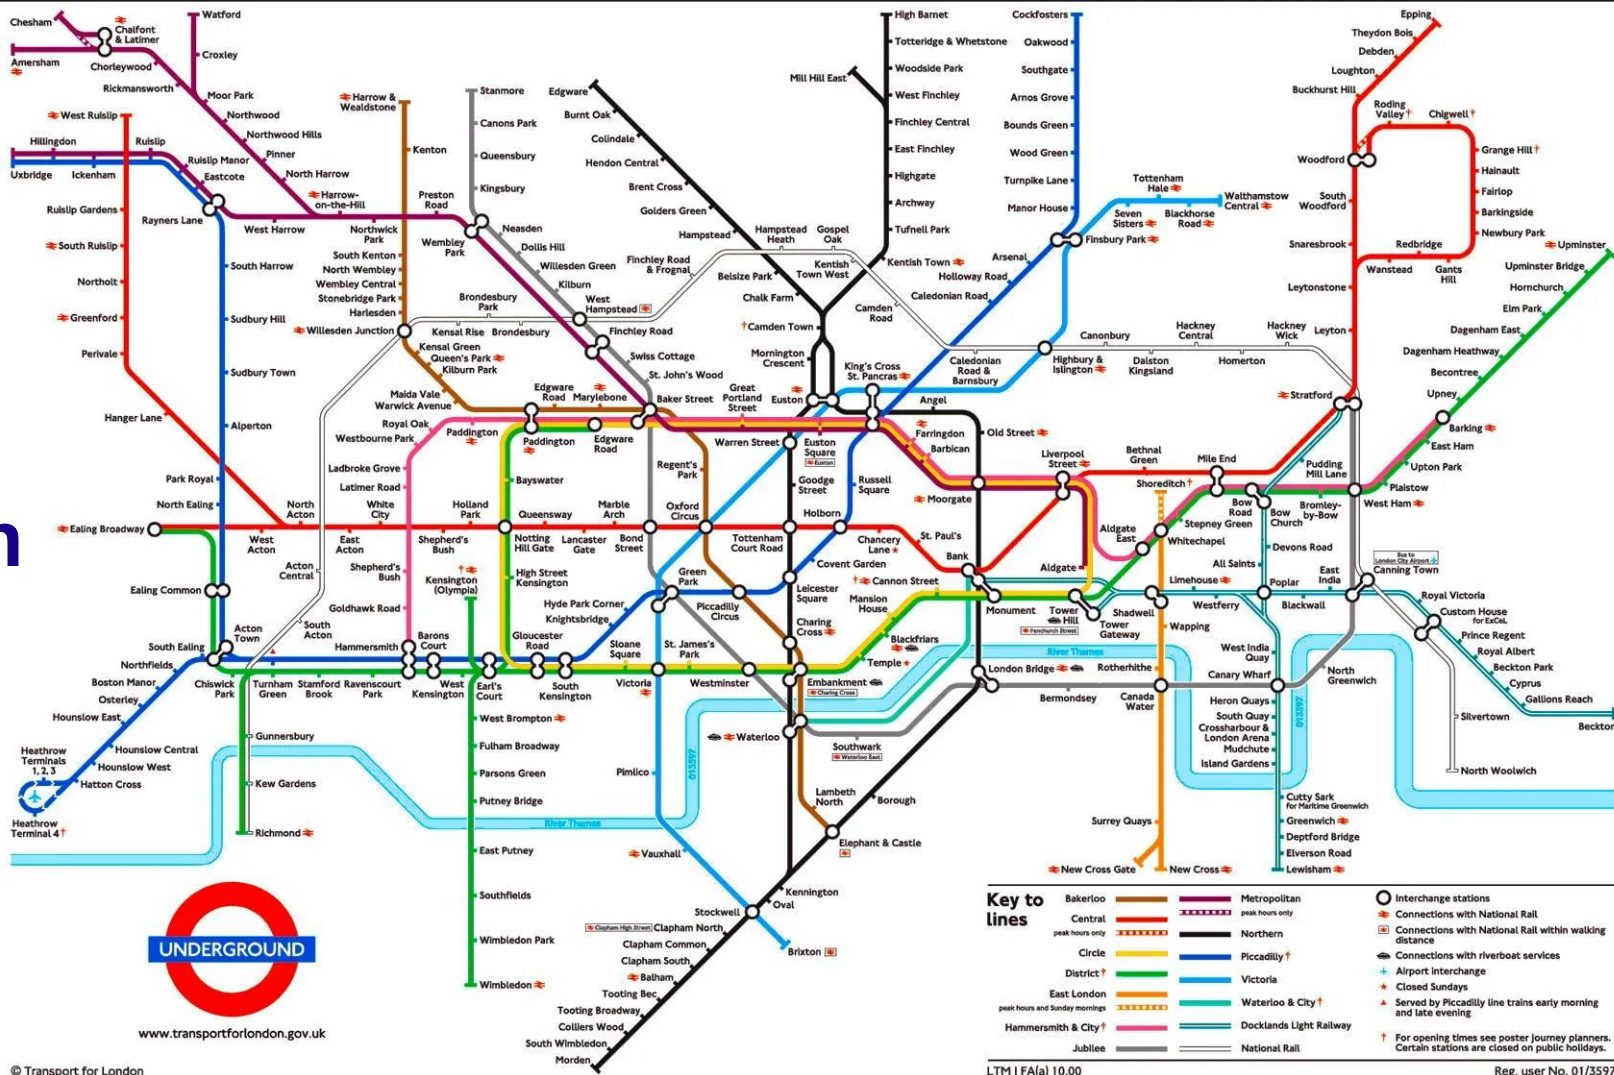 Chesham
Chalfont
& Latimer
Watford
Croxley
Amersham
Chorleywood
Rickmansworth
Moor Park
Northwood
Northwood Hills
Pinner
North Harrow
Harrow-
on-the-Hill
West Ruislip
Hillingdon
Ruislip
Ruislip Manor
Eastcote
Uxbridge
Ickenham
Rayners Lane
West Harrow
Northwick
Park
Preston
Road
Wembley
Park
Harrow &
Wealdstone
Kenton
South Kenton
North Wembley
Wembley Central
Stonebridge Park
Harlesden
Willesden Junction
Kensal Green
Queen's Park
Kilburn Park
Maida Vale
Warwick Avenue
Stanmore
Canons Park
Queensbury
Kingsbury
Neasden
Dollis Hill
Willesden Green
Kilburn
West
Hampstead
Finchley Road
Swiss Cottage
St. John's Wood
Edgware
Burnt Oak
Colindale
Hendon Central
Brent Cross
Golders Green
Hampstead
Belsize Park
Chalk Farm
Camden Town
Mornington
Crescent
Euston
Mill Hill East
High Barnet
Totteridge & Whetstone
Woodside Park
West Finchley
Finchley Central
East Finchley
Highgate
Archway
Tufnell Park
Kentish Town
Cockfosters
Oakwood
Southgate
Arnos Grove
Bounds Green
Wood Green
Turnpike Lane
Manor House
Finsbury Park
Arsenal
Holloway Road
Caledonian Road
Tottenham
Hale
Seven
Sisters
Blackhorse
Road
Walthamstow
Central
Epping
Theydon Bois
Debden
Loughton
Buckhurst Hill
Roding
Valley †
Chigwell †
Woodford
Grange Hill †
Hainault
Fairlop
Barkingside
Newbury Park
South
Woodford
Snaresbrook
Redbridge
Wanstead
Gants
Hill
Leytonstone
Leyton
Stratford
Upminster
Upminster Bridge
Hornchurch
Elm Park
Dagenham East
Dagenham Heathway
Becontree
Upney
Barking
East Ham
Upton Park
Plaistow
West Ham
Ruislip Gardens
South Ruislip
Northolt
Greenford
Perivale
Hanger Lane
South Harrow
Sudbury Hill
Sudbury Town
Alperton
Park Royal
North Ealing
Finchley Road
& Frognal
Hampstead
Heath
Gospel
Oak
Kentish
Town West
Camden
Road
Brondesbury
Park
Kensal Rise
Brondesbury
Caledonian
Road &
Barnsbury
Highbury &
Islington
Canonbury
Dalston
Kingsland
Hackney
Central
Homerton
Hackney
Wick
Royal Oak
Westbourne Park
Ladbroke Grove
Latimer Road
Paddington
Edgware
Road
Marylebone
Paddington
Edgware
Road
Baker Street
Great
Portland
Street
King's Cross
St. Pancras
Angel
Old Street
Warren Street
Euston
Square
Euston
Farringdon
Barbican
Moorgate
Liverpool
Street
Bethnal
Green
Mile End
Shoreditch †
Pudding
Mill Lane
Bow
Road
Bow
Church
Bromley-
by-Bow
Stepney Green
Whitechapel
Aldgate
East
Aldgate
Devons Road
All Saints
Regent's
Park
Goodge
Street
Russell
Square
Bayswater
n
Ealing Broadway
West
Acton
North
Acton
East
Acton
White
City
Shepherd's
Bush
Holland
Park
Notting
Hill Gate
Queensway
Lancaster
Gate
Marble
Arch
Bond
Street
Oxford
Circus
Tottenham
Court Road
Holborn
Chancery
Lane
St. Paul's
Bank
Shepherd's
Bush
Goldhawk Road
Acton
Central
South
Acton
Kensington
(Olympia)
High Street
Kensington
Green
Park
Piccadilly
Circus
Covent Garden
Leicester
Square
Charing
Cross
Hyde Park Corner
Knightsbridge
Cannon Street
Mansion
House
Blackfriars
Temple
Monument
Tower
Hill
Fenchurch Street
Tower
Gateway
Shadwell
Limehouse
Westferry
Poplar
Blackwall
East
India
Bus to
London City Airport
Canning Town
Royal Victoria
Custom House
for ExCeL
Prince Regent
Royal Albert
Beckton Park
Cyprus
Gallions Reach
Beckton
Ealing Common
Acton
Town
South Ealing
Northfields
Boston Manor
Osterley
Hounslow East
Hounslow Central
Hounslow West
Hatton Cross
Heathrow
Terminals
1, 2, 3
Heathrow
Terminal 4 †
Chiswick
Park
Turnham
Green
Stamford
Brook
Ravenscourt
Park
Hammersmith
Barons
Court
West
Kensington
Earl's
Court
Gloucester
Road
South
Kensington
Sloane
Square
Victoria
St. James's
Park
Westminster
Embankment
Charing Cross
Gunnersbury
Kew Gardens
Richmond
West Brompton
Fulham Broadway
Parsons Green
Putney Bridge
East Putney
Southfields
Wimbledon Park
Wimbledon
Pimlico
Vauxhall
Stockwell
Brixton
Waterloo
Southwark
Waterloo East
Lambeth
North
Borough
Elephant & Castle
Kennington
Oval
Clapham High Street
Clapham North
Clapham Common
Clapham South
Balham
Tooting Bec
Tooting Broadway
Colliers Wood
South Wimbledon
Morden
London Bridge
Bermondsey
Wapping
Rotherhithe
Canada
Water
Surrey Quays
New Cross Gate
New Cross
West India
Quay
Canary Wharf
Heron Quays
South Quay
Crossharbour &
London Arena
Mudchute
Island Gardens
Cutty Sark
for Maritime Greenwich
Greenwich
Deptford Bridge
Elverson Road
Lewisham
North
Greenwich
Silvertown
North Woolwich
River Thames
River Thames
013597
013597
UNDERGROUND
www.transportforlondon.gov.uk
© Transport for London
Key to
lines
Bakerloo
Central
peak hours only
Circle
District †
East London
peak hours and Sunday mornings
Hammersmith & City †
Jubilee
Metropolitan
peak hours only
Northern
Piccadilly †
Victoria
Waterloo & City †
Docklands Light Railway
National Rail
Interchange stations
Connections with National Rail
Connections with National Rail within walking
distance
Connections with riverboat services
Airport interchange
Closed Sundays
Served by Piccadilly line trains early morning
and late evening
† For opening times see poster journey planners.
Certain stations are closed on public holidays.
LTM | FA(a) 10.00
Reg. user No. 01/3597